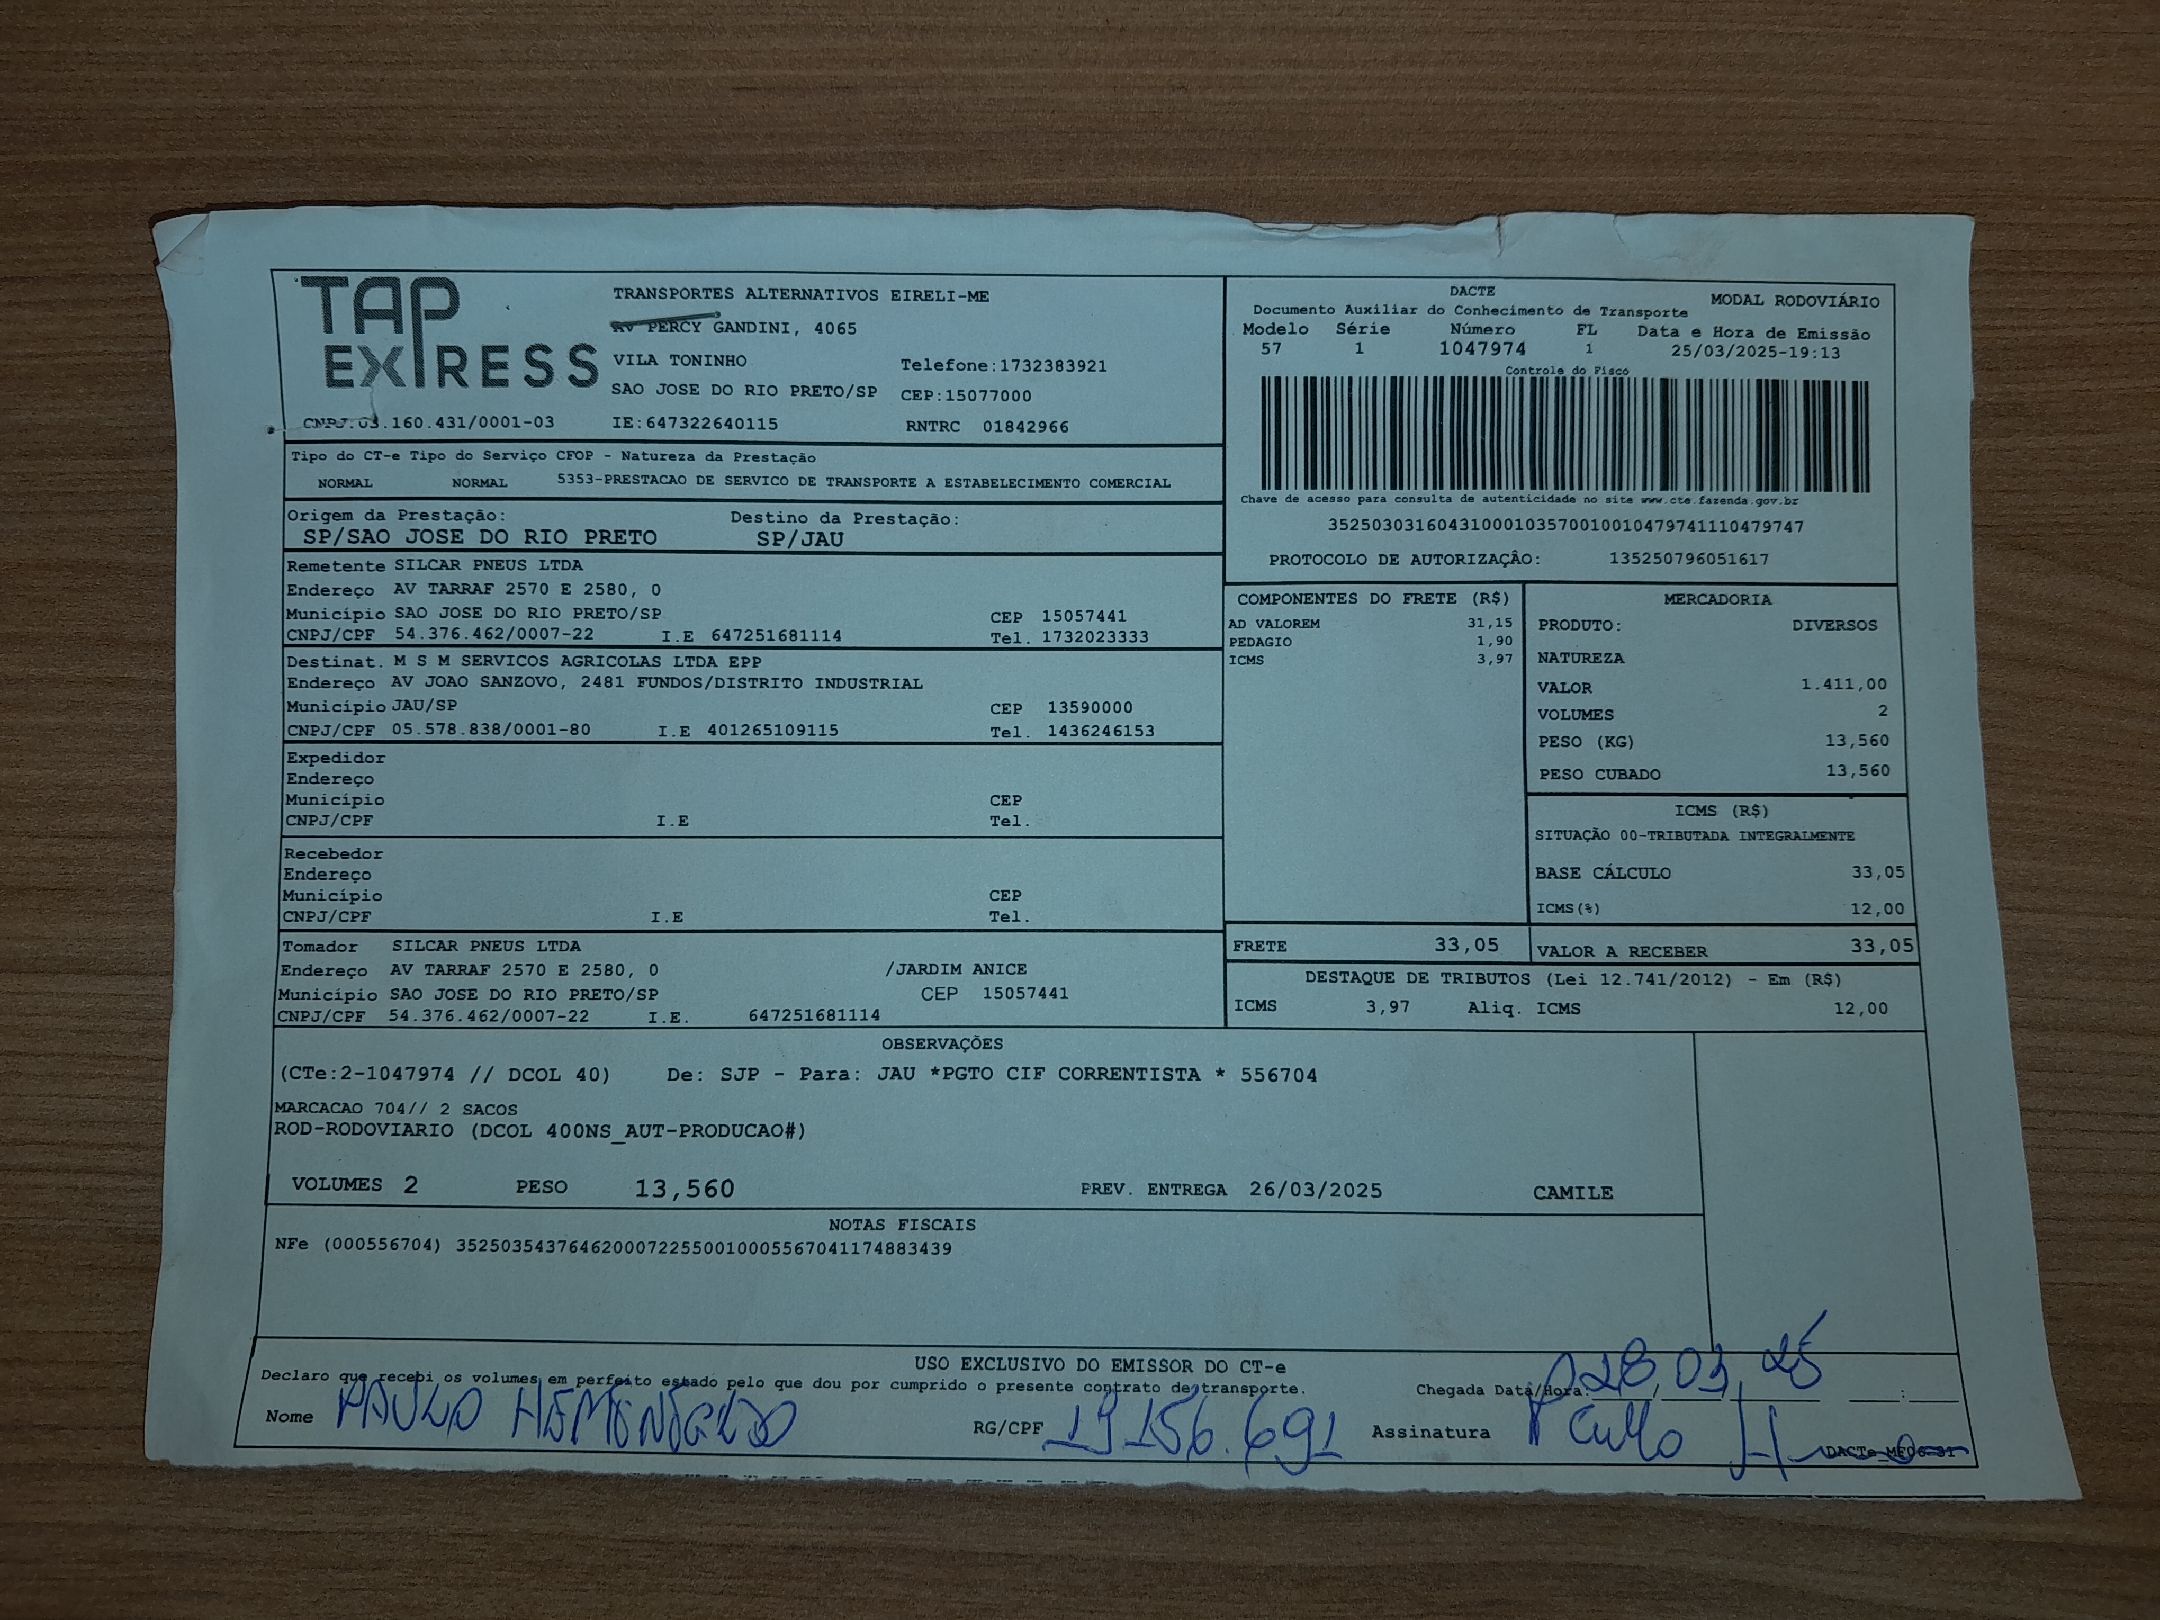 TAP EXPRESS
TRANSPORTES ALTERNATIVOS EIRELI-ME
AV PERCY GANDINI, 4065
VILA TONINHO Telefone:1732383921
SAO JOSE DO RIO PRETO/SP CEP:15077000
CNPJ:03.160.431/0001-03 IE:647322640115 RNTRC 01842966
DACTE
Documento Auxiliar do Conhecimento de Transporte MODAL RODOVIÁRIO
Modelo Série Número FL Data e Hora de Emissão
57 1 1047974 1 25/03/2025-19:13
Controle do Fisco
Chave de acesso para consulta de autenticidade no site www.cte.fazenda.gov.br
35250303160431000103570010010479741110479747
PROTOCOLO DE AUTORIZAÇÂO: 135250796051617
Tipo do CT-e Tipo do Serviço CFOP - Natureza da Prestação
NORMAL NORMAL 5353-PRESTACAO DE SERVICO DE TRANSPORTE A ESTABELECIMENTO COMERCIAL
Origem da Prestação: Destino da Prestação:
SP/SAO JOSE DO RIO PRETO SP/JAU
Remetente SILCAR PNEUS LTDA
Endereço AV TARRAF 2570 E 2580, 0
Município SAO JOSE DO RIO PRETO/SP CEP 15057441
CNPJ/CPF 54.376.462/0007-22 I.E 647251681114 Tel. 1732023333
Destinat. M S M SERVICOS AGRICOLAS LTDA EPP
Endereço AV JOAO SANZOVO, 2481 FUNDOS/DISTRITO INDUSTRIAL
Município JAU/SP CEP 13590000
CNPJ/CPF 05.578.838/0001-80 I.E 401265109115 Tel. 1436246153
Expedidor
Endereço
Município CEP
CNPJ/CPF I.E Tel.
Recebedor
Endereço
Município CEP
CNPJ/CPF I.E Tel.
Tomador SILCAR PNEUS LTDA
Endereço AV TARRAF 2570 E 2580, 0 /JARDIM ANICE
Município SAO JOSE DO RIO PRETO/SP CEP 15057441
CNPJ/CPF 54.376.462/0007-22 I.E. 647251681114
COMPONENTES DO FRETE (R$)
AD VALOREM 31,15
PEDAGIO 1,90
ICMS 3,97
MERCADORIA
PRODUTO: DIVERSOS
NATUREZA
VALOR 1.411,00
VOLUMES 2
PESO (KG) 13,560
PESO CUBADO 13,560
ICMS (R$)
SITUAÇÃO 00-TRIBUTADA INTEGRALMENTE
BASE CÁLCULO 33,05
ICMS(%) 12,00
FRETE 33,05 VALOR A RECEBER 33,05
DESTAQUE DE TRIBUTOS (Lei 12.741/2012) - Em (R$)
ICMS 3,97 Aliq. ICMS 12,00
OBSERVAÇÕES
(CTe:2-1047974 // DCOL 40) De: SJP - Para: JAU *PGTO CIF CORRENTISTA * 556704
MARCACAO 704// 2 SACOS
ROD-RODOVIARIO (DCOL 400NS_AUT-PRODUCAO#)
VOLUMES 2 PESO 13,560 PREV. ENTREGA 26/03/2025 CAMILE
NOTAS FISCAIS
NFe (000556704) 35250354376462000722550010005567041174883439
USO EXCLUSIVO DO EMISSOR DO CT-e
Declaro que recebi os volumes em perfeito estado pelo que dou por cumprido o presente contrato de transporte. Chegada Data/Hora: 28,03,25
Nome PAULO HEMENEGILDO RG/CPF 19156.691 Assinatura Paulo H